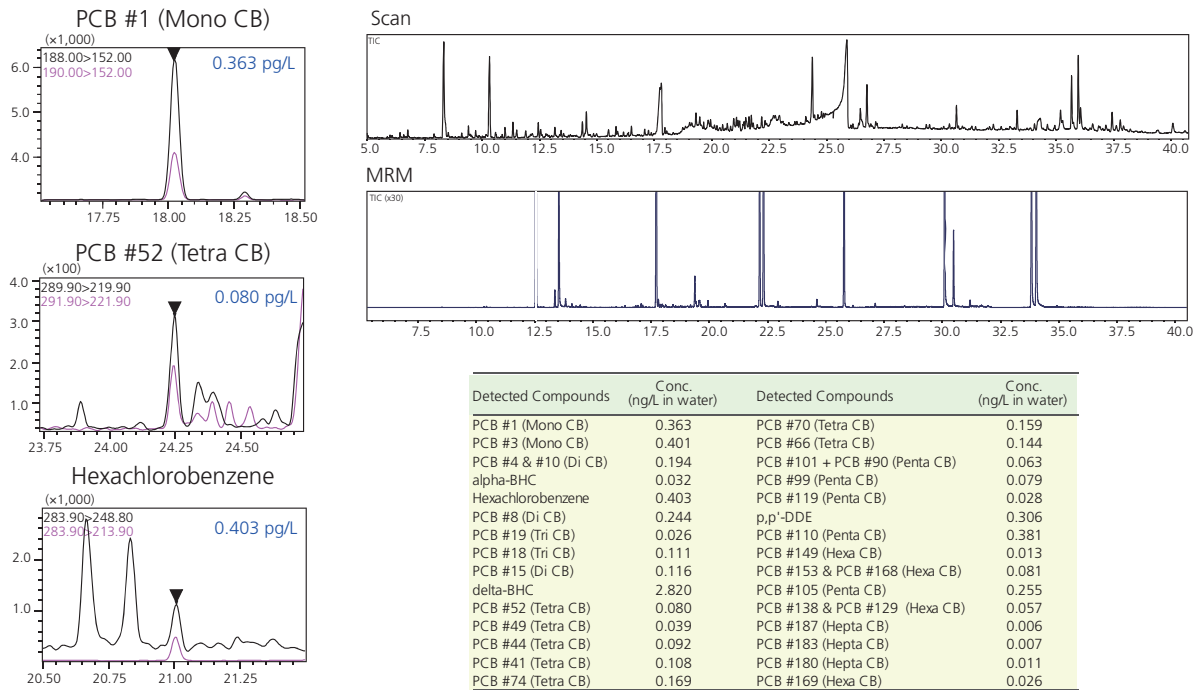 PCB #1 (Mono CB)
(×1,000)
188.00>152.00
190.00>152.00
0.363 pg/L
6.0
5.0
4.0
17.75 18.00 18.25 18.50
PCB #52 (Tetra CB)
(×100)
289.90>219.90
291.90>221.90
0.080 pg/L
4.0
3.0
2.0
1.0
23.75 24.00 24.25 24.50
Hexachlorobenzene
(×1,000)
283.90>248.80
283.90>213.90
0.403 pg/L
2.0
1.0
20.50 20.75 21.00 21.25
Scan
TIC
5.0 7.5 10.0 12.5 15.0 17.5 20.0 22.5 25.0 27.5 30.0 32.5 35.0 37.5 40.0
MRM
TIC (x30)
7.5 10.0 12.5 15.0 17.5 20.0 22.5 25.0 27.5 30.0 32.5 35.0 37.5 40.0
Detected Compounds Conc. (ng/L in water) Detected Compounds Conc. (ng/L in water)
PCB #1 (Mono CB) 0.363 PCB #70 (Tetra CB) 0.159
PCB #3 (Mono CB) 0.401 PCB #66 (Tetra CB) 0.144
PCB #4 & #10 (Di CB) 0.194 PCB #101 + PCB #90 (Penta CB) 0.063
alpha-BHC 0.032 PCB #99 (Penta CB) 0.079
Hexachlorobenzene 0.403 PCB #119 (Penta CB) 0.028
PCB #8 (Di CB) 0.244 p,p'-DDE 0.306
PCB #19 (Tri CB) 0.026 PCB #110 (Penta CB) 0.381
PCB #18 (Tri CB) 0.111 PCB #149 (Hexa CB) 0.013
PCB #15 (Di CB) 0.116 PCB #153 & PCB #168 (Hexa CB) 0.081
delta-BHC 2.820 PCB #105 (Penta CB) 0.255
PCB #52 (Tetra CB) 0.080 PCB #138 & PCB #129 (Hexa CB) 0.057
PCB #49 (Tetra CB) 0.039 PCB #187 (Hepta CB) 0.006
PCB #44 (Tetra CB) 0.092 PCB #183 (Hepta CB) 0.007
PCB #41 (Tetra CB) 0.108 PCB #180 (Hepta CB) 0.011
PCB #74 (Tetra CB) 0.169 PCB #169 (Hexa CB) 0.026